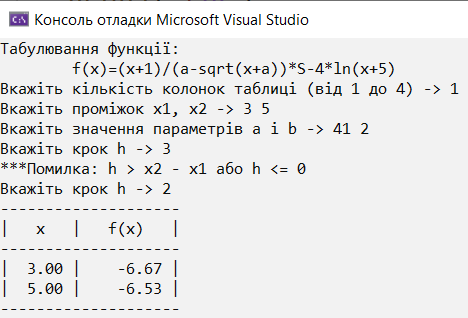 Консоль отладки Microsoft Visual Studio
Табулювання функції:
f(x)=(x+1)/(a-sqrt(x+a))*S-4*ln(x+5)
Вкажіть кількість колонок таблиці (від 1 до 4) -> 1
Вкажіть проміжок x1, x2 -> 3 5
Вкажіть значення параметрів a і b -> 41 2
Вкажіть крок h -> 3
***Помилка: h > x2 - x1 або h <= 0
Вкажіть крок h -> 2
--------------------
|   x   |   f(x)   |
--------------------
|  3.00 |    -6.67 |
|  5.00 |    -6.53 |
--------------------